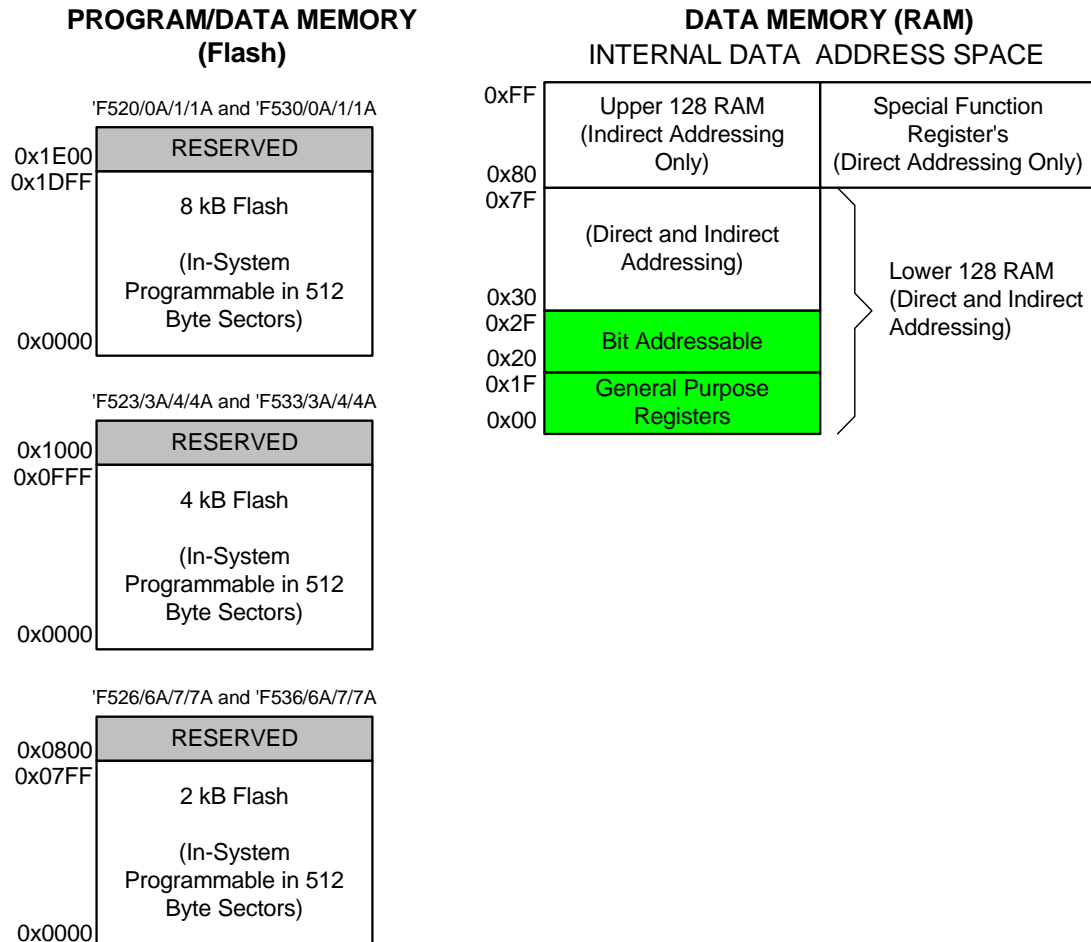 PROGRAM/DATA MEMORY
(Flash)
'F520/0A/1/1A and 'F530/0A/1/1A
RESERVED
0x1E00
0x1DFF
8 kB Flash
(In-System
Programmable in 512
Byte Sectors)
0x0000
'F523/3A/4/4A and 'F533/3A/4/4A
RESERVED
0x1000
0x0FFF
4 kB Flash
(In-System
Programmable in 512
Byte Sectors)
0x0000
'F526/6A/7/7A and 'F536/6A/7/7A
RESERVED
0x0800
0x07FF
2 kB Flash
(In-System
Programmable in 512
Byte Sectors)
0x0000
DATA MEMORY (RAM)
INTERNAL DATA ADDRESS SPACE
0xFF
Upper 128 RAM
(Indirect Addressing
Only)
0x80
Special Function
Register's
(Direct Addressing Only)
0x7F
(Direct and Indirect
Addressing)
0x30
0x2F
Bit Addressable
0x20
0x1F
General Purpose
Registers
0x00
Lower 128 RAM
(Direct and Indirect
Addressing)